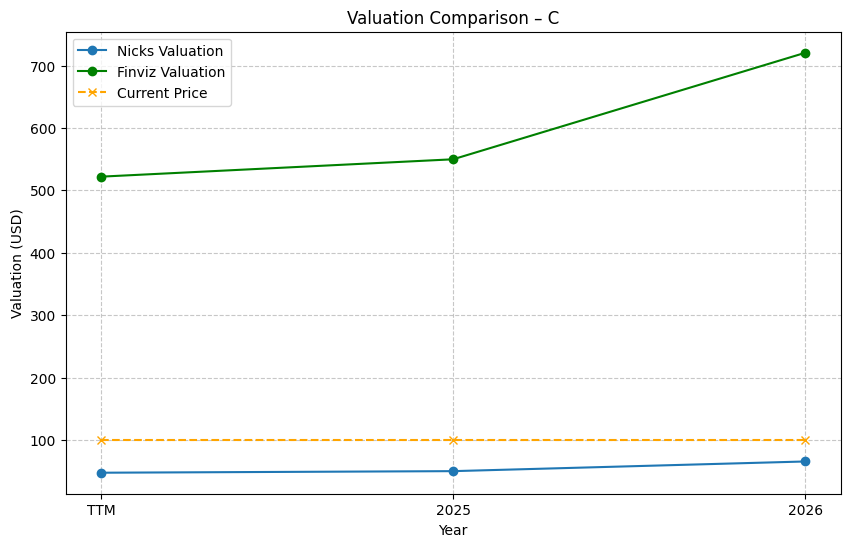 Valuation Comparison – C
Nicks Valuation
Finviz Valuation
Current Price
Valuation (USD)
700
600
500
400
300
200
100
TTM
2025
2026
Year